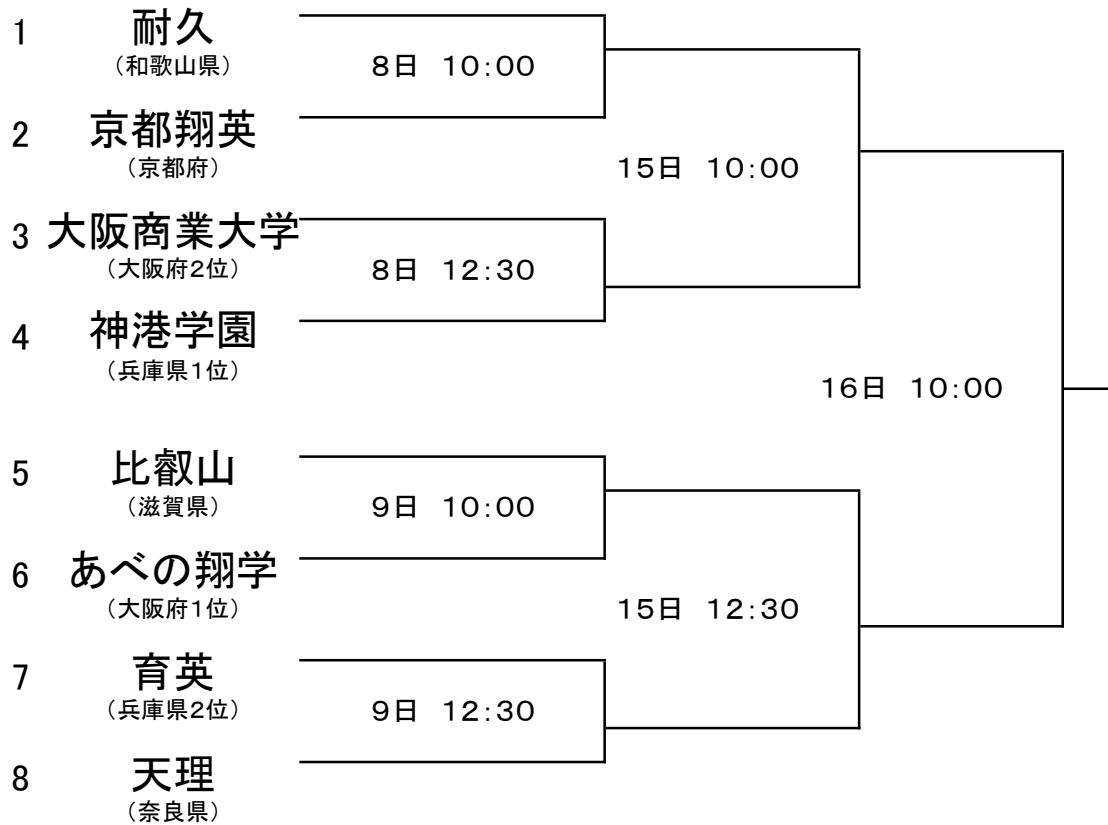 1 耐久
（和歌山県）
8日 10:00
2 京都翔英
（京都府）
15日 10:00
3 大阪商業大学
（大阪府2位）
8日 12:30
4 神港学園
（兵庫県1位）
16日 10:00
5 比叡山
（滋賀県）
9日 10:00
6 あべの翔学
（大阪府1位）
15日 12:30
7 育英
（兵庫県2位）
9日 12:30
8 天理
（奈良県）